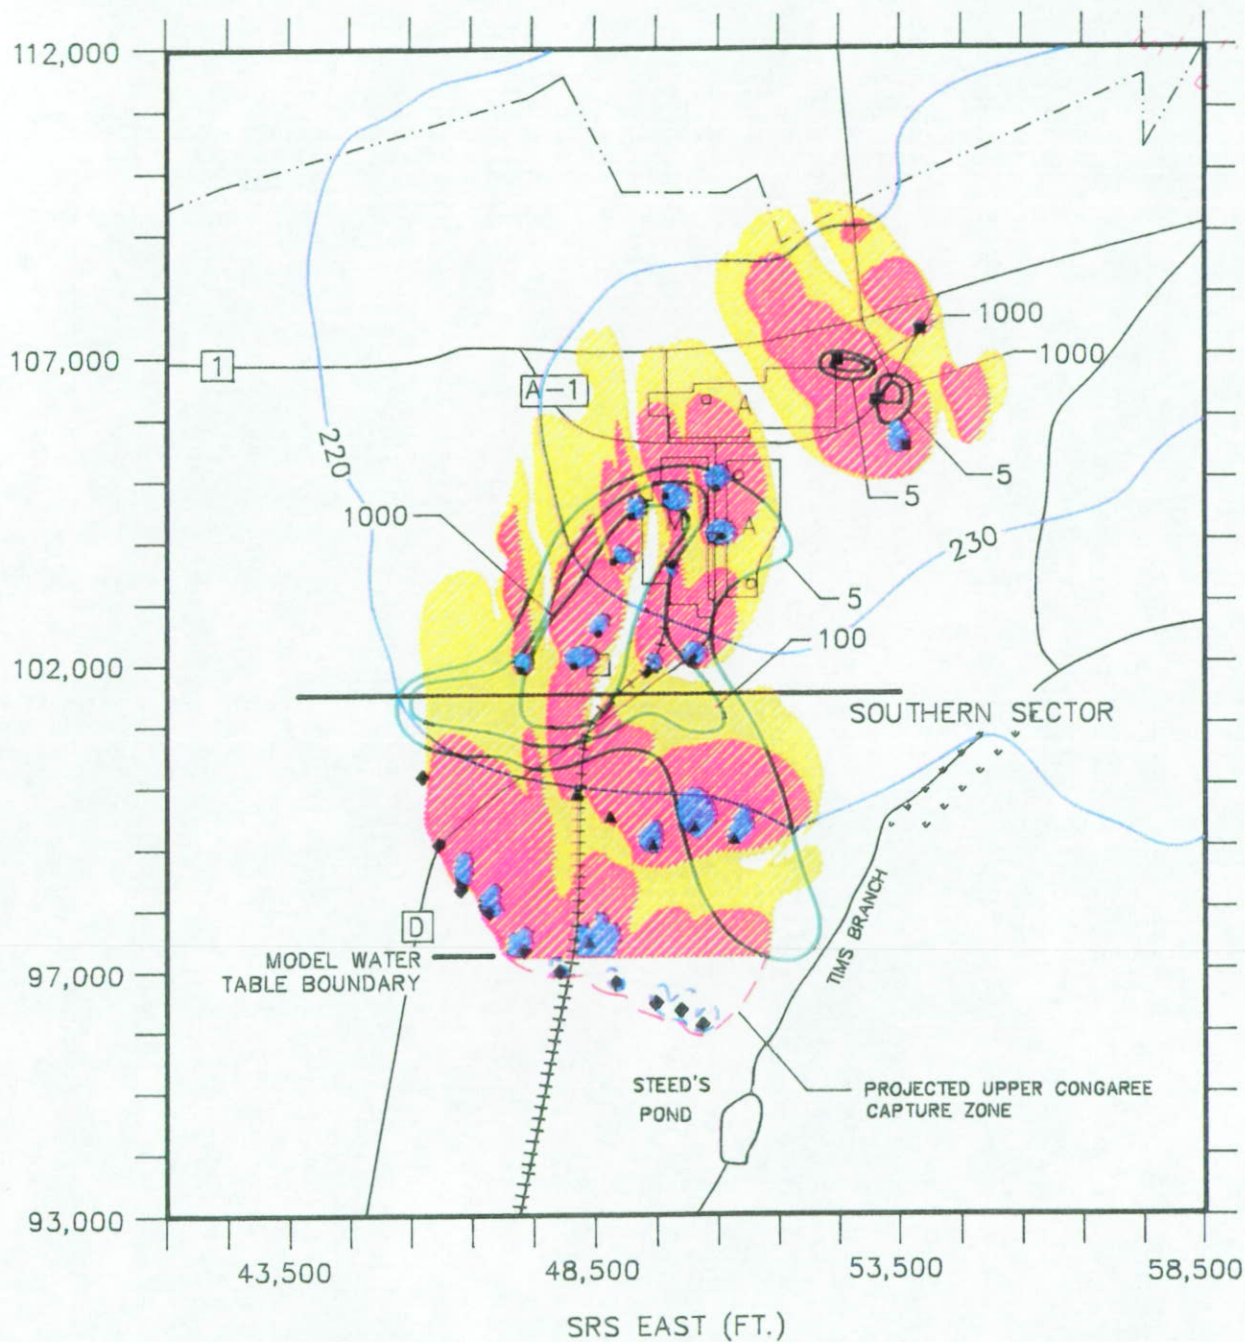 112,000
107,000
102,000
97,000
93,000
1
A-1
A
A
220
230
1000
1000
1000
5
5
5
100
SOUTHERN SECTOR
D
MODEL WATER
TABLE BOUNDARY
TIMS BRANCH
STEED'S
POND
PROJECTED UPPER CONGAREE
CAPTURE ZONE
43,500
48,500
53,500
58,500
SRS EAST (FT.)